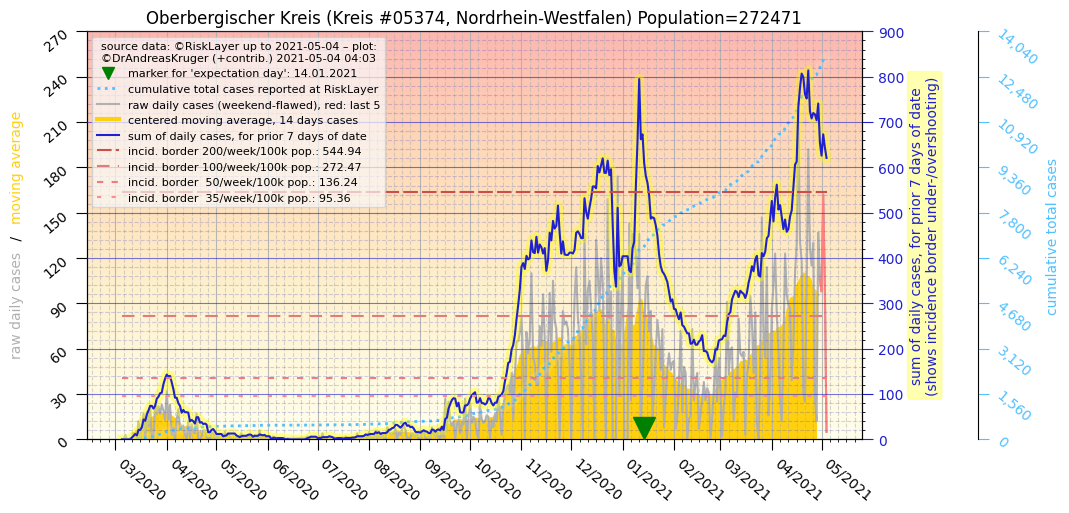 Oberbergischer Kreis (Kreis #05374, Nordrhein-Westfalen) Population=272471
source data: ©RiskLayer up to 2021-05-04 – plot:
©DrAndreasKruger (+contrib.) 2021-05-04 04:03
marker for 'expectation day': 14.01.2021
cumulative total cases reported at RiskLayer
raw daily cases (weekend-flawed), red: last 5
centered moving average, 14 days cases
sum of daily cases, for prior 7 days of date
incid. border 200/week/100k pop.: 544.94
incid. border 100/week/100k pop.: 272.47
incid. border  50/week/100k pop.: 136.24
incid. border  35/week/100k pop.: 95.36
raw daily cases / moving average
270
240
210
180
150
120
90
60
30
0
03/2020
04/2020
05/2020
06/2020
07/2020
08/2020
09/2020
10/2020
11/2020
12/2020
01/2021
02/2021
03/2021
04/2021
05/2021
900
800
700
600
500
400
300
200
100
0
sum of daily cases, for prior 7 days of date
(shows incidence border under-/overshooting)
14,040
12,480
10,920
9,360
7,800
6,240
4,680
3,120
1,560
0
cumulative total cases